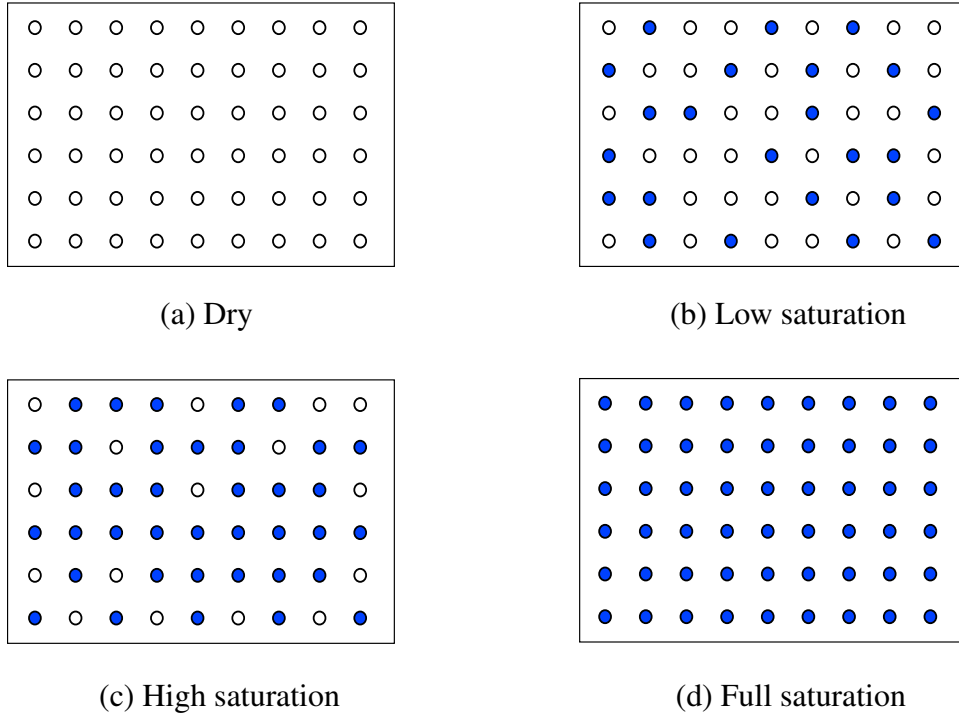 (a) Dry
(b) Low saturation
(c) High saturation
(d) Full saturation